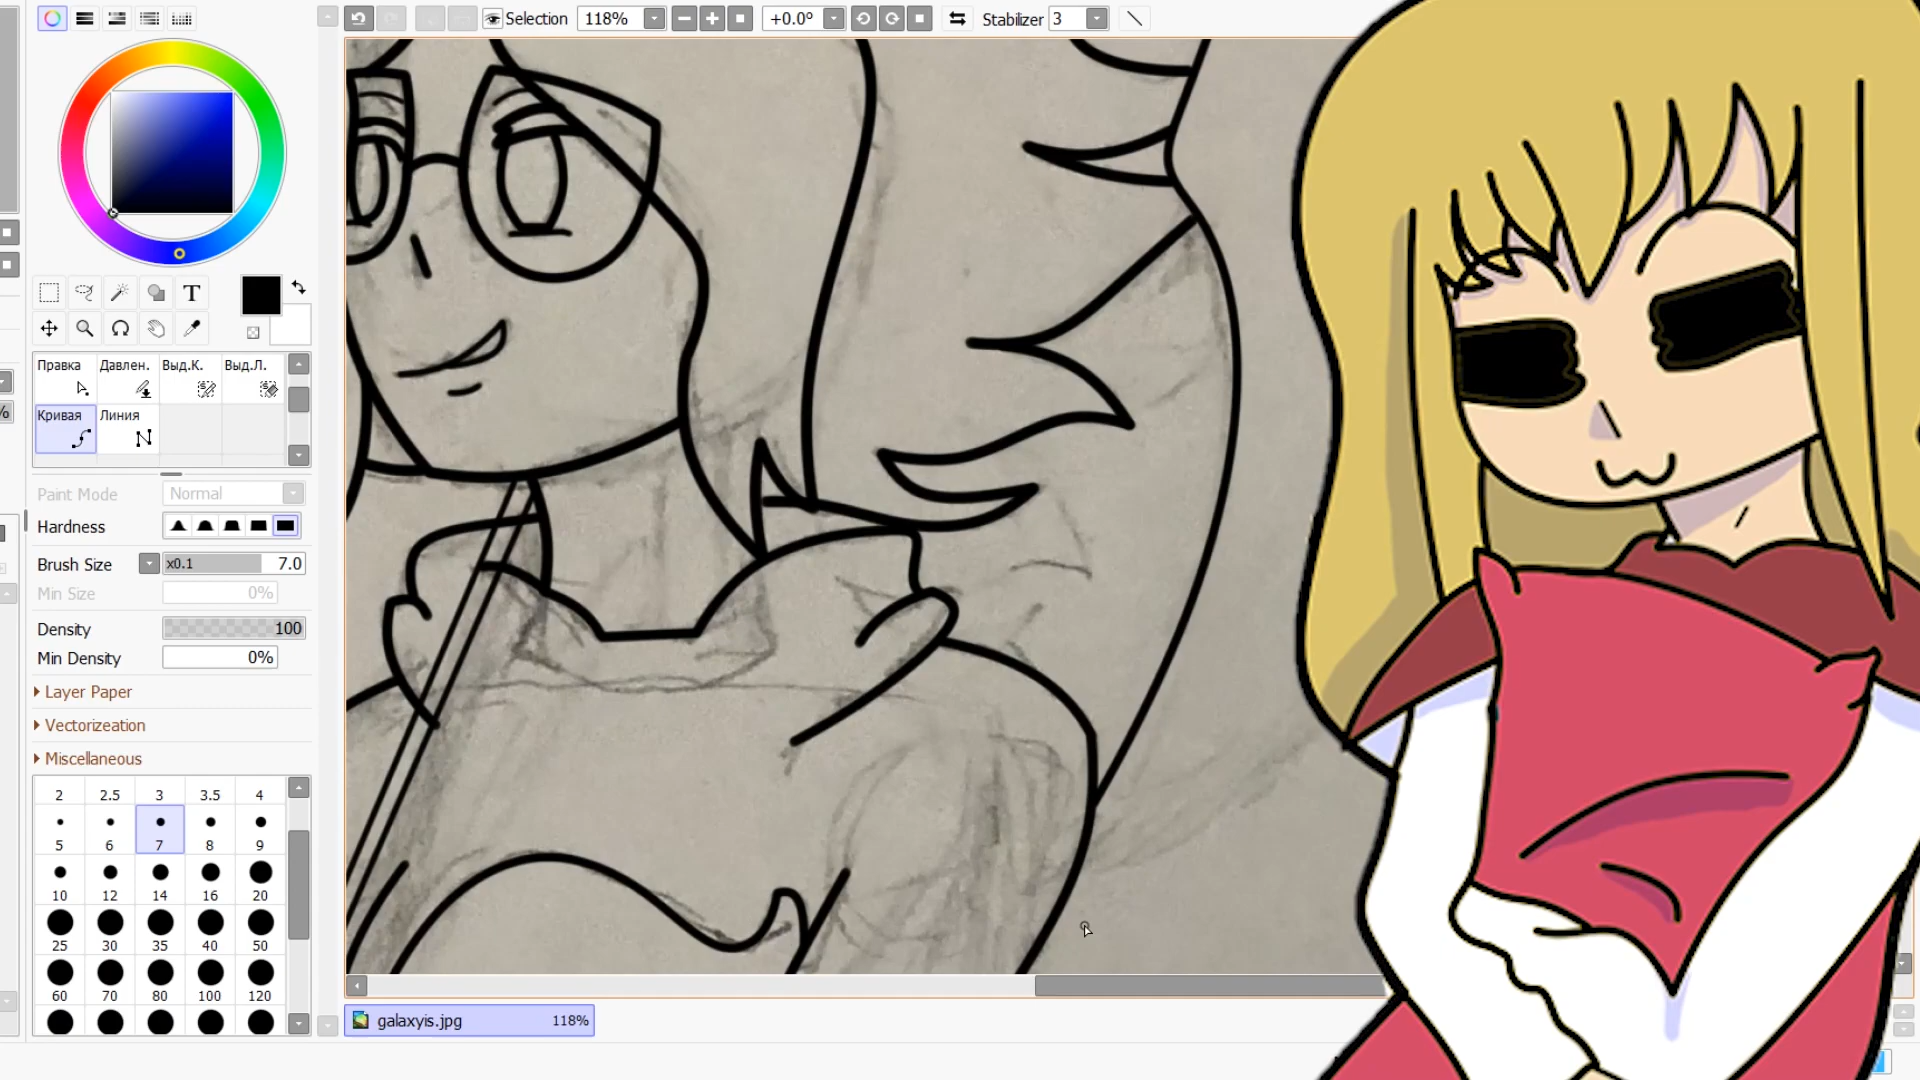 Selection 118% +0.0° Stabilizer 3
T
Правка Давлен. Выд.К. Выд.Л.
Кривая Линия
Paint Mode Normal
Hardness
Brush Size x0.1 7.0
Min Size 0%
Density 100
Min Density 0%
Layer Paper
Vectorizeation
Miscellaneous
2 2.5 3 3.5 4
5 6 7 8 9
10 12 14 16 20
25 30 35 40 50
60 70 80 100 120
galaxyis.jpg 118%
%